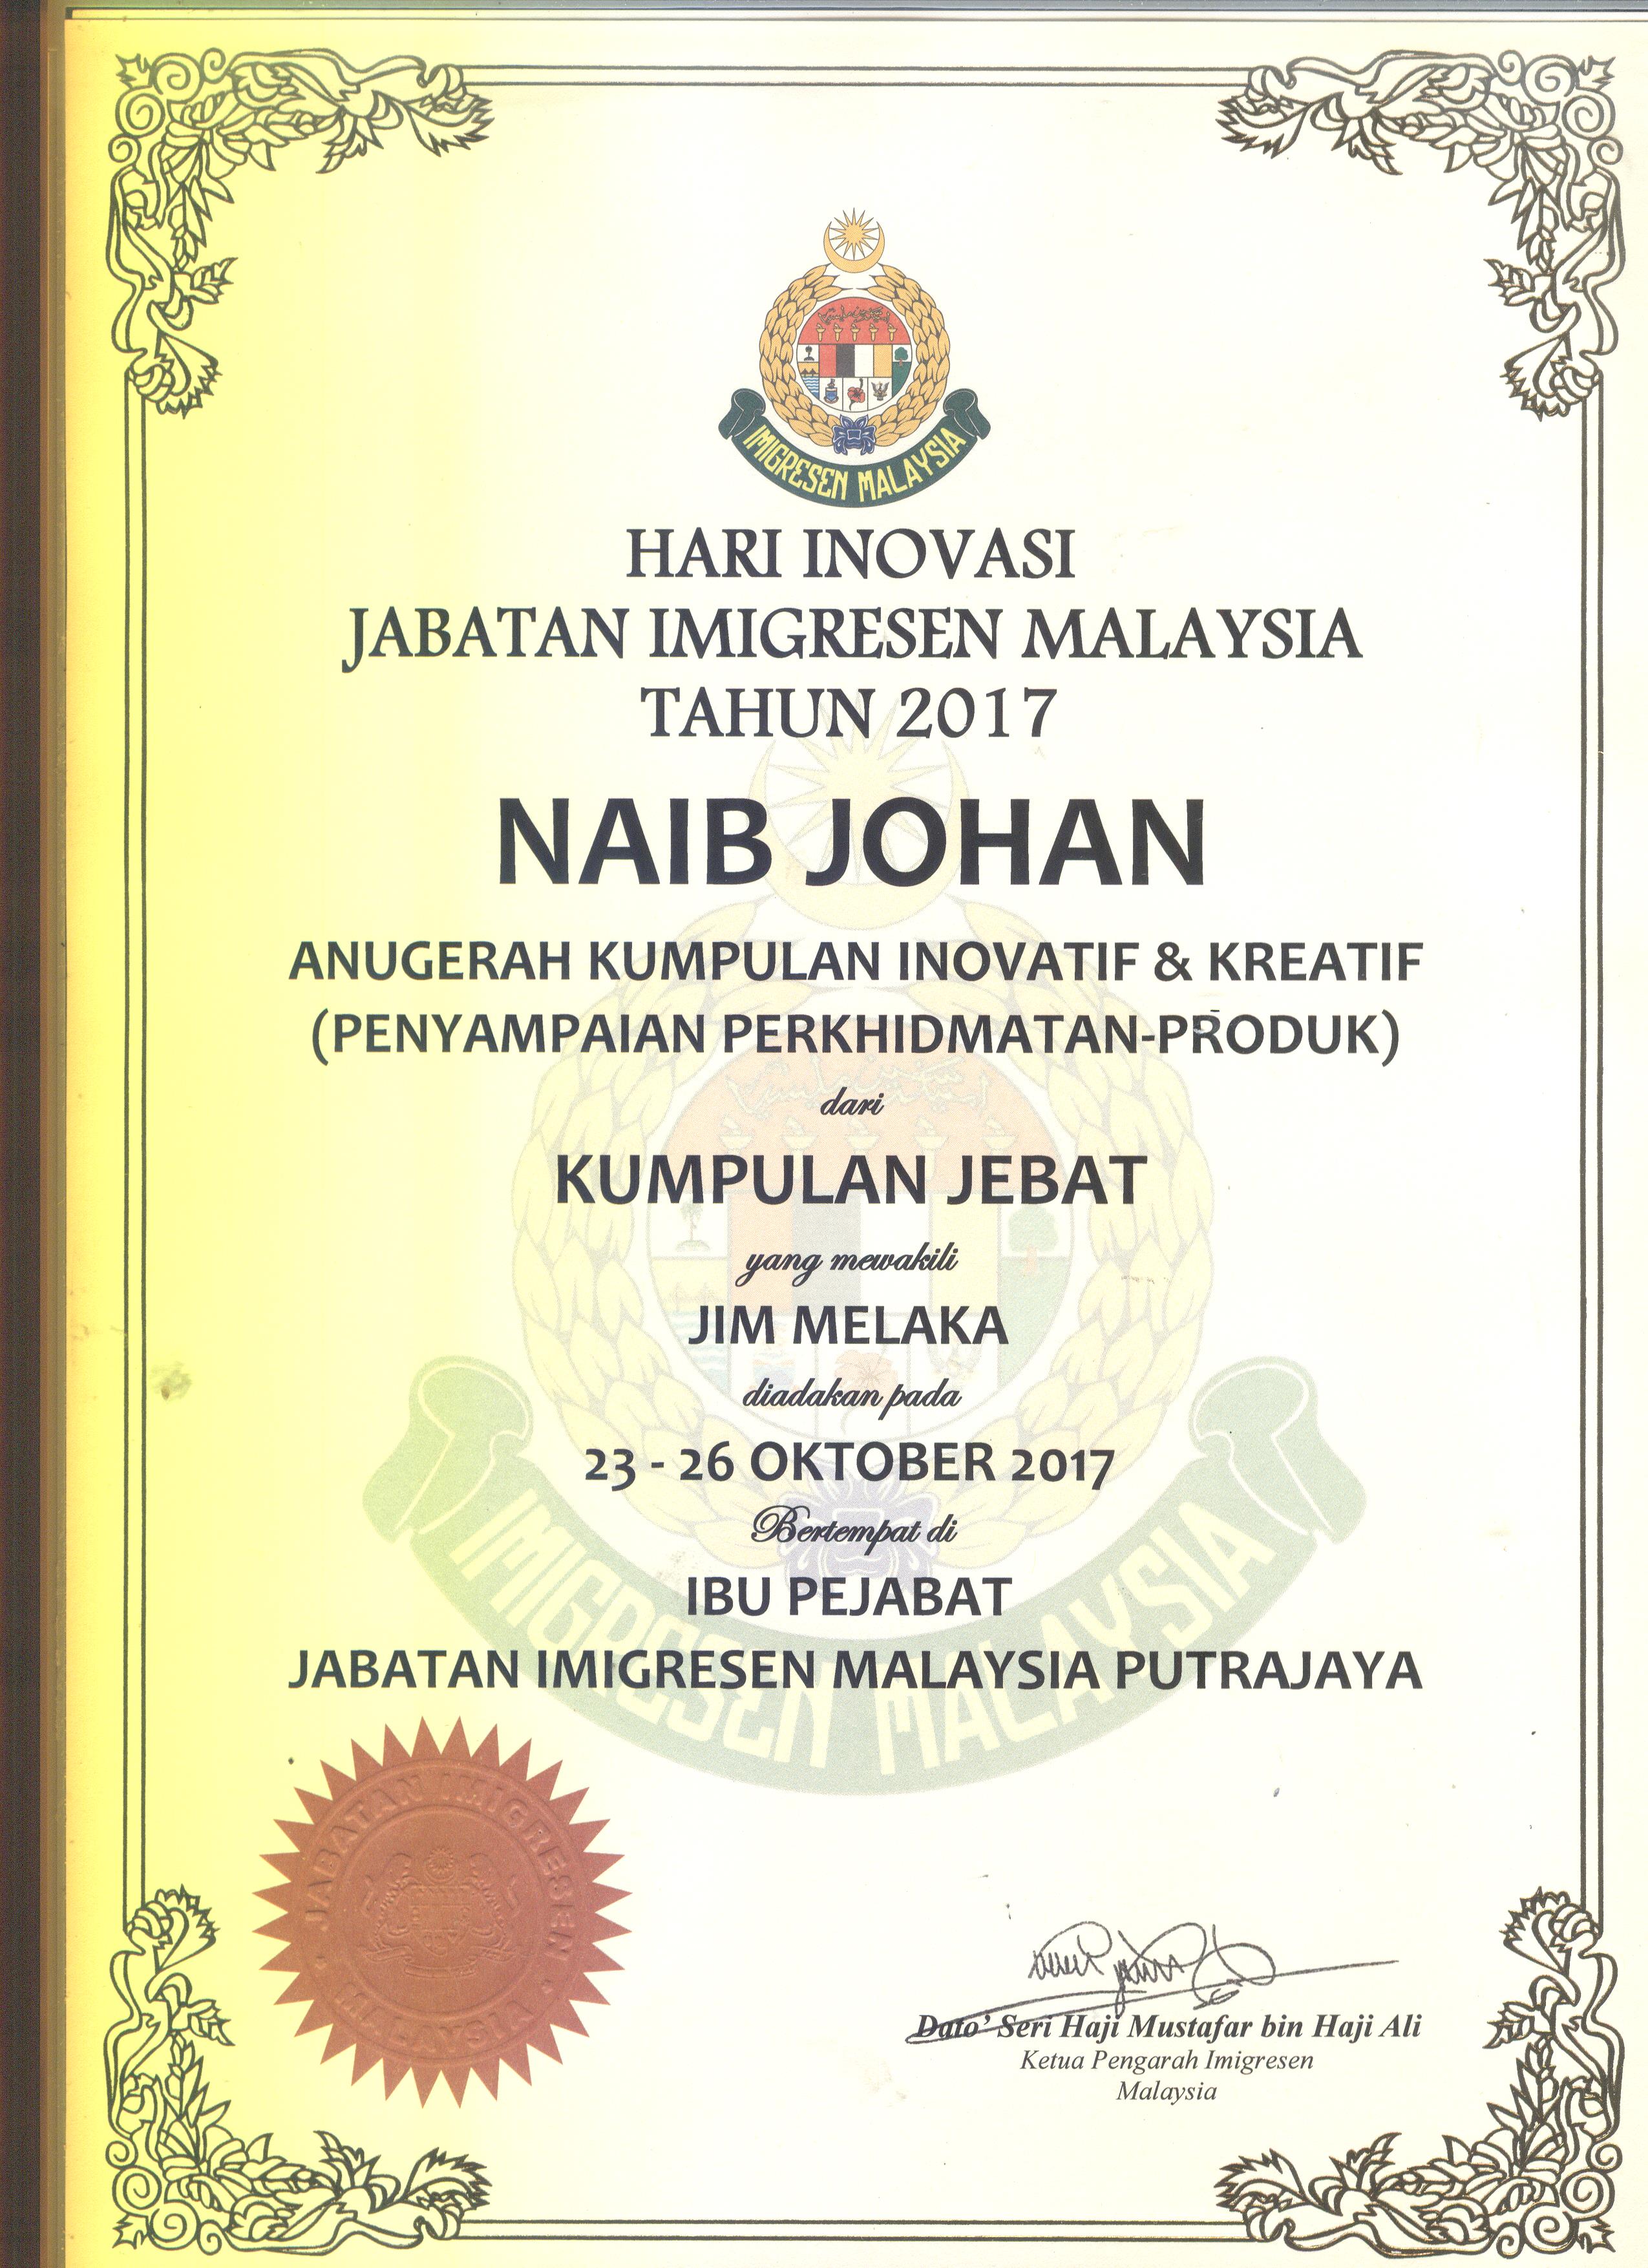 IMIGRESEN MALAYSIA
HARI INOVASI
JABATAN IMIGRESEN MALAYSIA
TAHUN 2017
NAIB JOHAN
ANUGERAH KUMPULAN INOVATIF & KREATIF
(PENYAMPAIAN PERKHIDMATAN-PRODUK)
dari
KUMPULAN JEBAT
yang mewakili
JIM MELAKA
diadakan pada
23 - 26 OKTOBER 2017
Bertempat di
IBU PEJABAT
JABATAN IMIGRESEN MALAYSIA PUTRAJAYA
IMIGRESEN MALAYSIA
JABATAN IMIGRESEN
MALAYSIA
Dato' Seri Haji Mustafar bin Haji Ali
Ketua Pengarah Imigresen
Malaysia